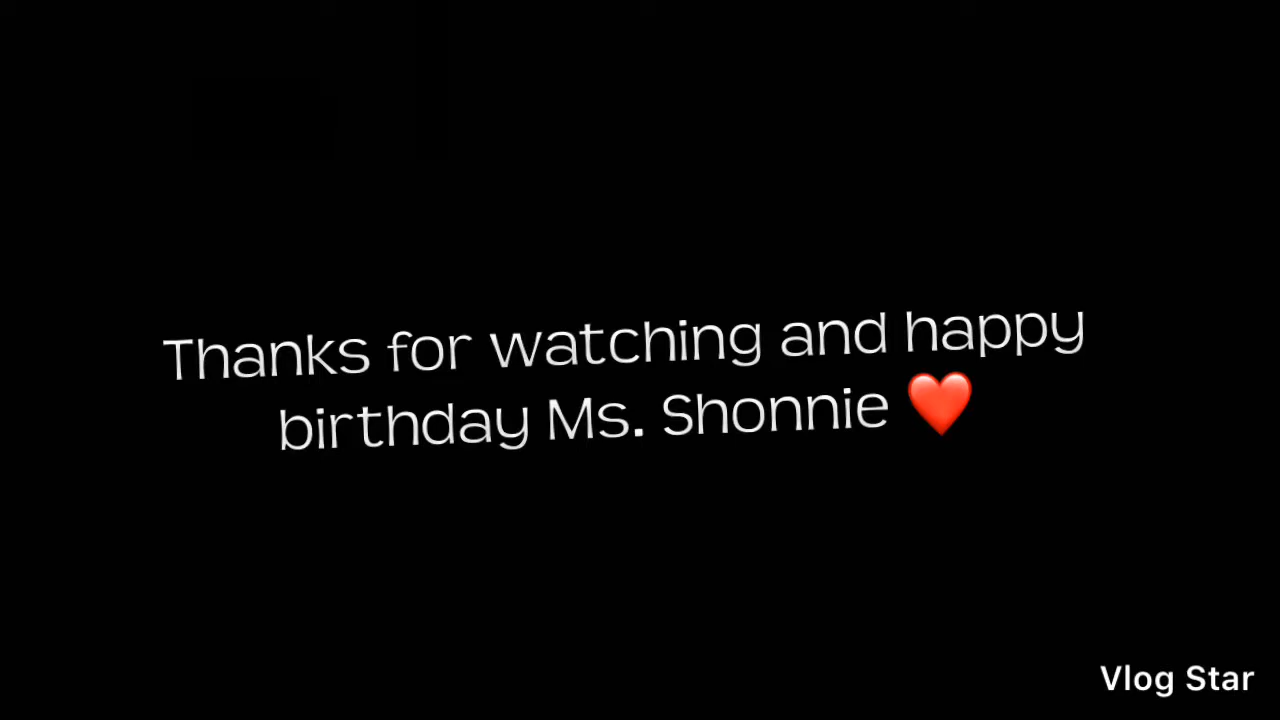 Thanks for watching and happy
birthday Ms. Shonnie ❤️
Vlog Star